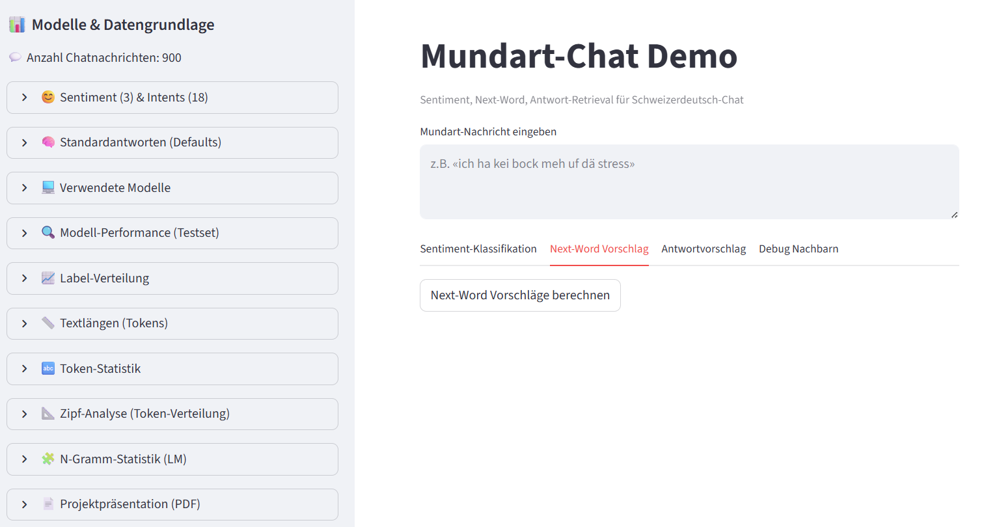 Modelle & Datengrundlage
Anzahl Chatnachrichten: 900
Sentiment (3) & Intents (18)
Standardantworten (Defaults)
Verwendete Modelle
Modell-Performance (Testset)
Label-Verteilung
Textlängen (Tokens)
abc Token-Statistik
Zipf-Analyse (Token-Verteilung)
N-Gramm-Statistik (LM)
Projektpräsentation (PDF)
Mundart-Chat Demo
Sentiment, Next-Word, Antwort-Retrieval für Schweizerdeutsch-Chat
Mundart-Nachricht eingeben
z.B. «ich ha kei bock meh uf dä stress»
Sentiment-Klassifikation Next-Word Vorschlag Antwortvorschlag Debug Nachbarn
Next-Word Vorschläge berechnen